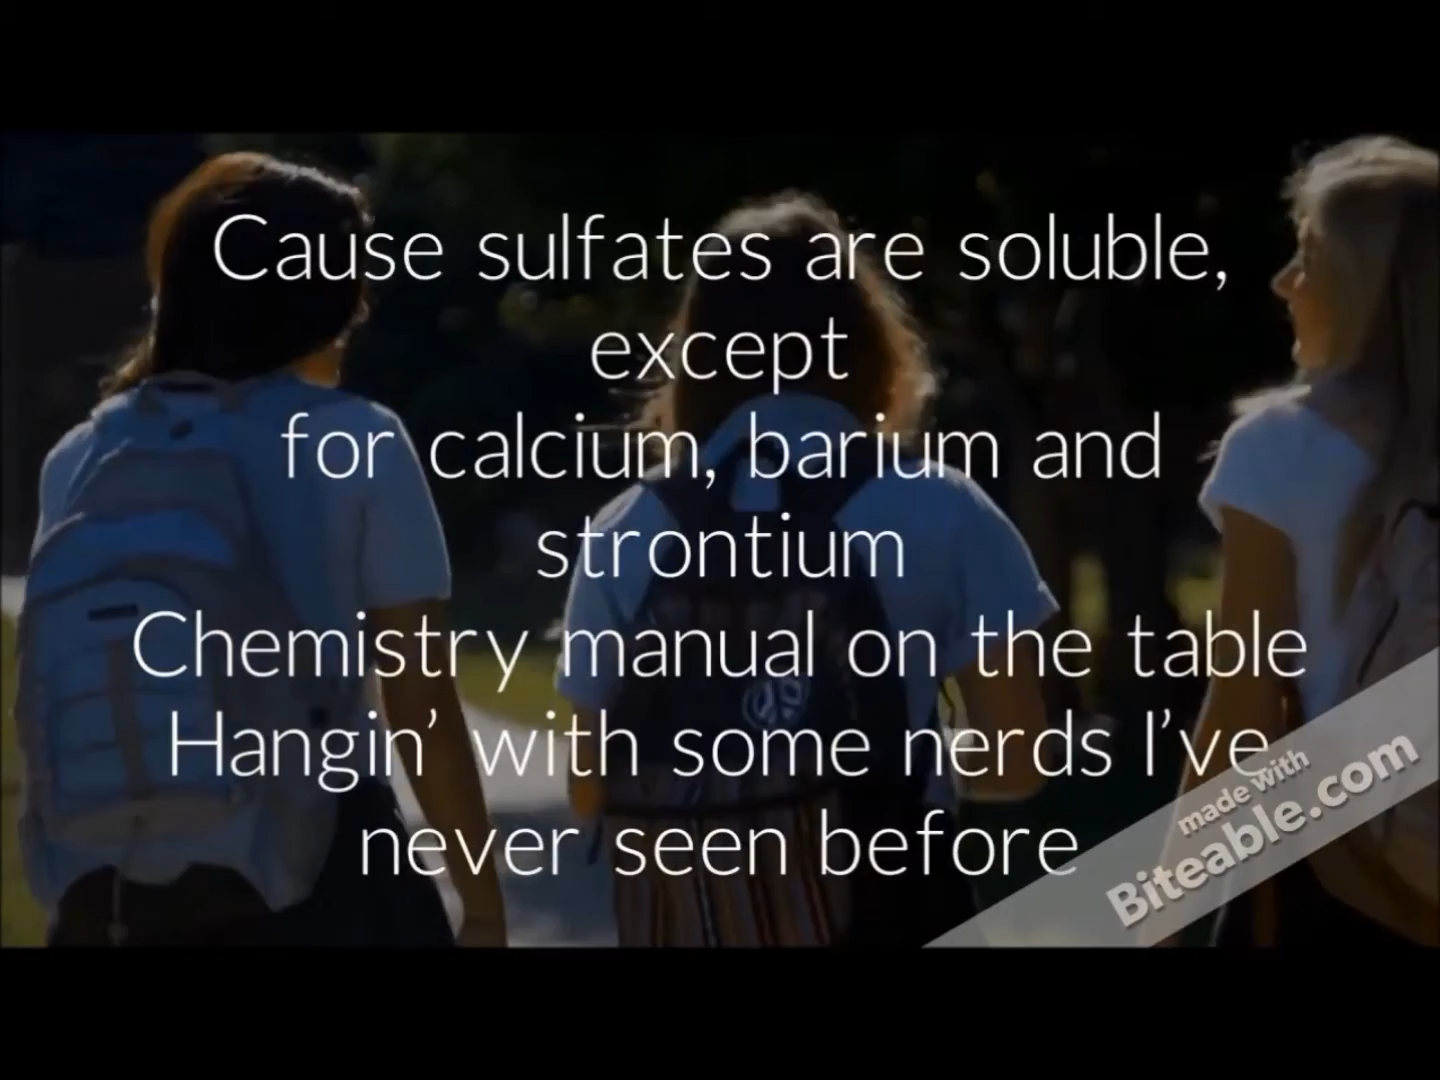 Cause sulfates are soluble,
except
for calcium, barium and
strontium
Chemistry manual on the table
Hangin’ with some nerds I’ve
never seen before
made with
Biteable.com